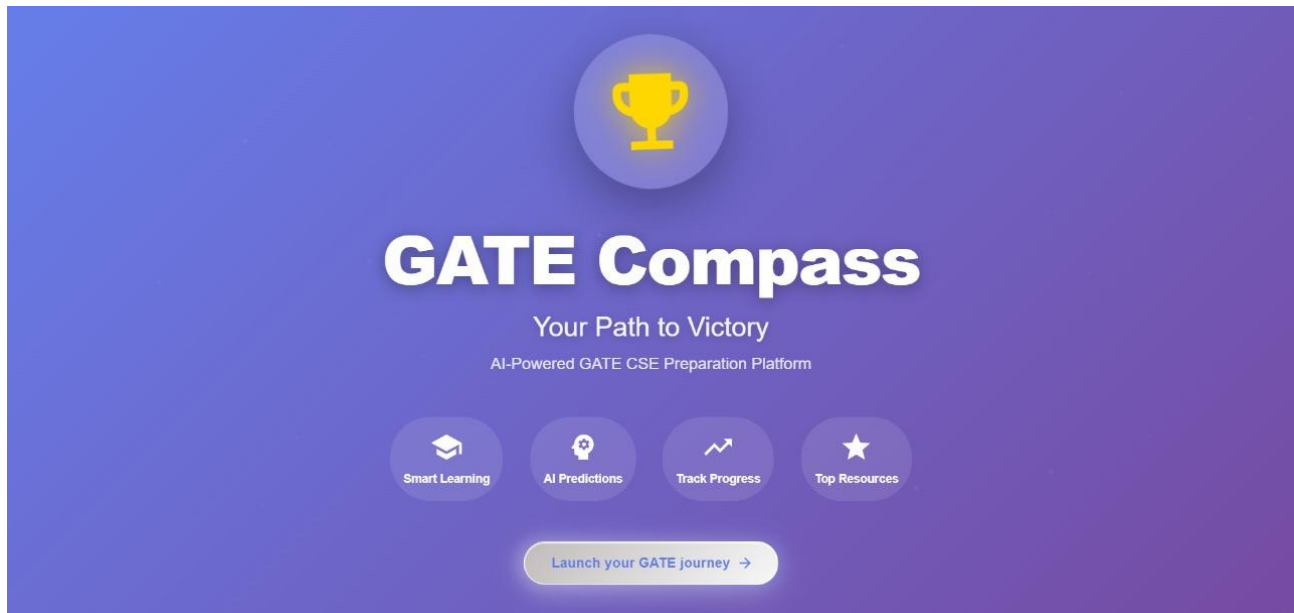 GATE Compass
Your Path to Victory
AI-Powered GATE CSE Preparation Platform
Smart Learning
AI Predictions
Track Progress
Top Resources
Launch your GATE journey →